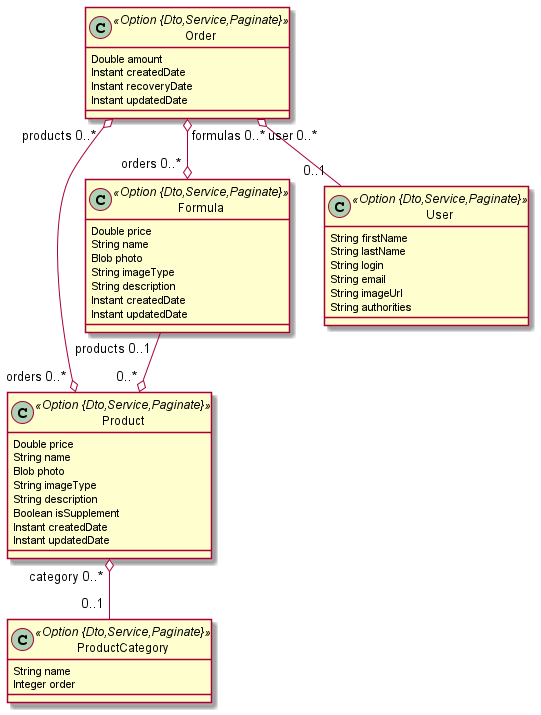 C «Option {Dto,Service,Paginate}»
Order
Double amount
Instant createdDate
Instant recoveryDate
Instant updatedDate
products 0..*
formulas 0..*
user 0..*
orders 0..*
0..1
C «Option {Dto,Service,Paginate}»
Formula
Double price
String name
Blob photo
String imageType
String description
Instant createdDate
Instant updatedDate
C «Option {Dto,Service,Paginate}»
User
String firstName
String lastName
String login
String email
String imageUrl
String authorities
products 0..1
orders 0..*
0..*
C «Option {Dto,Service,Paginate}»
Product
Double price
String name
Blob photo
String imageType
String description
Boolean isSupplement
Instant createdDate
Instant updatedDate
category 0..*
0..1
C «Option {Dto,Service,Paginate}»
ProductCategory
String name
Integer order